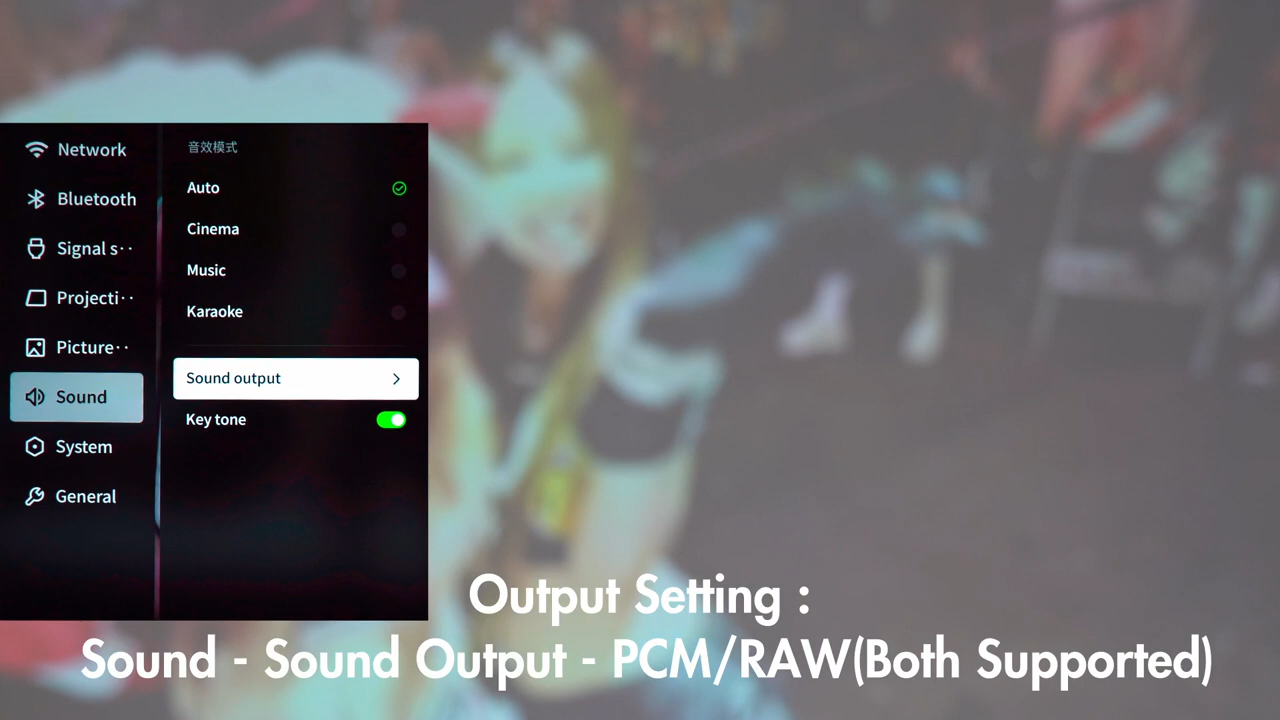 Network
Bluetooth
Signal s··
Projecti··
Picture··
Sound
System
General
音效模式
Auto
Cinema
Music
Karaoke
Sound output
Key tone
Output Setting :
Sound - Sound Output - PCM/RAW(Both Supported)